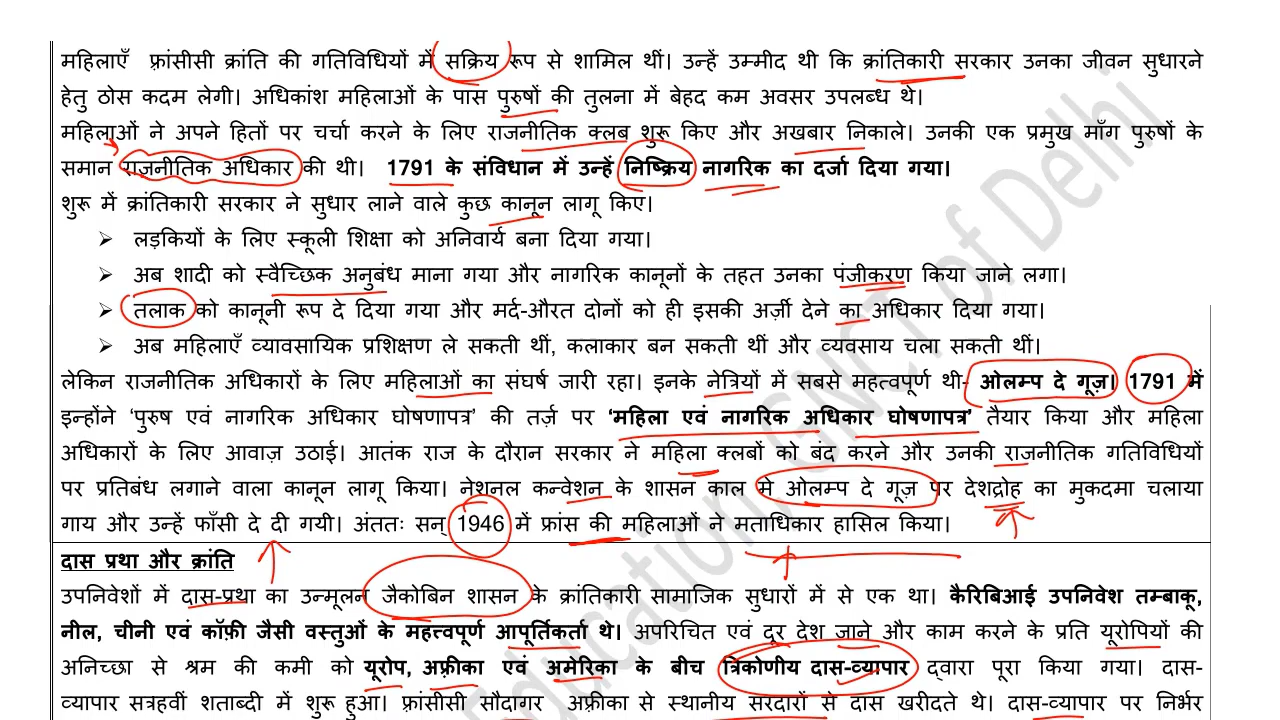 महिलाएँ फ़्रांसीसी क्रांति की गतिविधियों में सक्रिय रूप से शामिल थीं। उन्हें उम्मीद थी कि क्रांतिकारी सरकार उनका जीवन सुधारने
हेतु ठोस कदम लेगी। अधिकांश महिलाओं के पास पुरुषों की तुलना में बेहद कम अवसर उपलब्ध थे।
महिलाओं ने अपने हितों पर चर्चा करने के लिए राजनीतिक क्लब शुरू किए और अखबार निकाले। उनकी एक प्रमुख माँग पुरुषों के
समान राजनीतिक अधिकार की थी। 1791 के संविधान में उन्हें निष्क्रिय नागरिक का दर्जा दिया गया।
शुरू में क्रांतिकारी सरकार ने सुधार लाने वाले कुछ कानून लागू किए।
➢ लड़कियों के लिए स्कूली शिक्षा को अनिवार्य बना दिया गया।
➢ अब शादी को स्वैच्छिक अनुबंध माना गया और नागरिक कानूनों के तहत उनका पंजीकरण किया जाने लगा।
➢ तलाक को कानूनी रूप दे दिया गया और मर्द-औरत दोनों को ही इसकी अर्ज़ी देने का अधिकार दिया गया।
➢ अब महिलाएँ व्यावसायिक प्रशिक्षण ले सकती थीं, कलाकार बन सकती थीं और व्यवसाय चला सकती थीं।
लेकिन राजनीतिक अधिकारों के लिए महिलाओं का संघर्ष जारी रहा। इनके नेत्रियों में सबसे महत्वपूर्ण थी- ओलम्प दे गूज़। 1791 में
इन्होंने ‘पुरुष एवं नागरिक अधिकार घोषणापत्र’ की तर्ज़ पर ‘महिला एवं नागरिक अधिकार घोषणापत्र’ तैयार किया और महिला
अधिकारों के लिए आवाज़ उठाई। आतंक राज के दौरान सरकार ने महिला क्लबों को बंद करने और उनकी राजनीतिक गतिविधियों
पर प्रतिबंध लगाने वाला कानून लागू किया। नेशनल कन्वेशन के शासन काल मे ओलम्प दे गूज़ पर देशद्रोह का मुकदमा चलाया
गाय और उन्हें फाँसी दे दी गयी। अंततः सन् 1946 में फ्रांस की महिलाओं ने मताधिकार हासिल किया।
दास प्रथा और क्रांति
उपनिवेशों में दास-प्रथा का उन्मूलन जैकोबिन शासन के क्रांतिकारी सामाजिक सुधारों में से एक था। कैरिबिआई उपनिवेश तम्बाकू,
नील, चीनी एवं कॉफ़ी जैसी वस्तुओं के महत्त्वपूर्ण आपूर्तिकर्ता थे। अपरिचित एवं दूर देश जाने और काम करने के प्रति यूरोपियों की
अनिच्छा से श्रम की कमी को यूरोप, अफ़्रीका एवं अमेरिका के बीच त्रिकोणीय दास-व्यापार द्वारा पूरा किया गया। दास-
व्यापार सत्रहवीं शताब्दी में शुरू हुआ। फ़्रांसीसी सौदागर अफ़्रीका से स्थानीय सरदारों से दास खरीदते थे। दास-व्यापार पर निर्भर
Education GNCT of Delhi